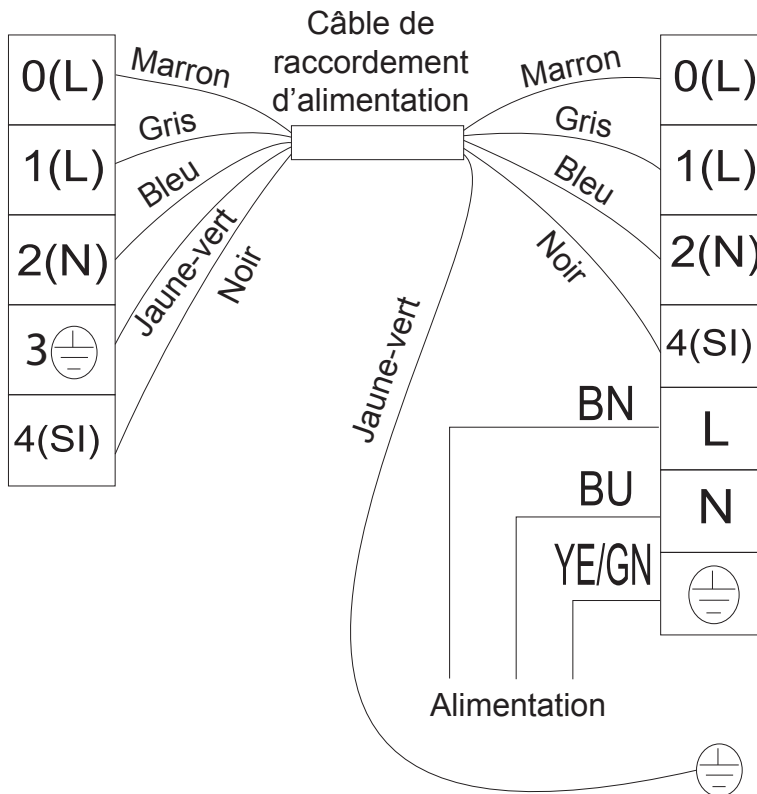 Câble de
raccordement
d'alimentation
0(L)
1(L)
2(N)
3
4(SI)
Marron
Gris
Bleu
Jaune-vert
Noir
Marron
Gris
Bleu
Noir
Jaune-vert
0(L)
1(L)
2(N)
4(SI)
L
N
BN
BU
YE/GN
Alimentation